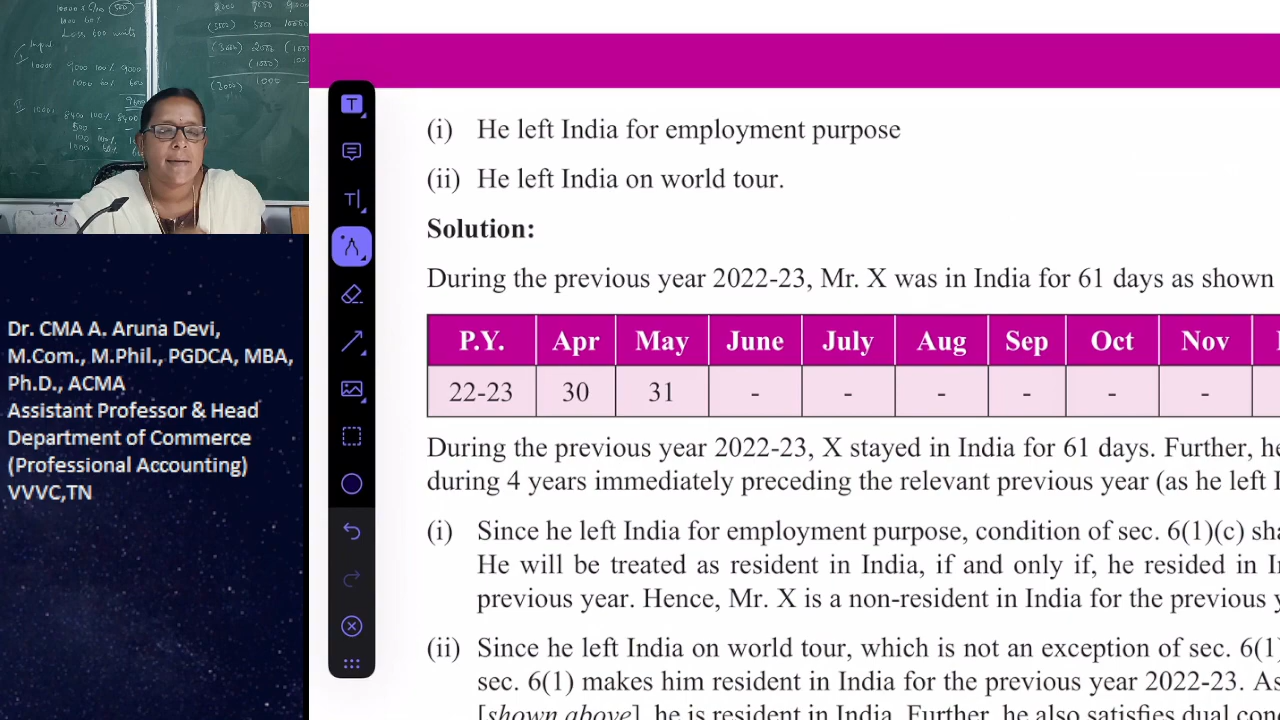 Dr. CMA A. Aruna Devi,
M.Com., M.Phil., PGDCA, MBA,
Ph.D., ACMA
Assistant Professor & Head
Department of Commerce
(Professional Accounting)
VVVC,TN
(i) He left India for employment purpose
(ii) He left India on world tour.
Solution:
During the previous year 2022-23, Mr. X was in India for 61 days as shown
P.Y. Apr May June July Aug Sep Oct Nov
22-23 30 31 - - - - - -
During the previous year 2022-23, X stayed in India for 61 days. Further, he
during 4 years immediately preceding the relevant previous year (as he left
(i) Since he left India for employment purpose, condition of sec. 6(1)(c) sha
He will be treated as resident in India, if and only if, he resided in
previous year. Hence, Mr. X is a non-resident in India for the previous y
(ii) Since he left India on world tour, which is not an exception of sec. 6(1)
sec. 6(1) makes him resident in India for the previous year 2022-23. As
[shown above], he is resident in India. Further, he also satisfies dual con